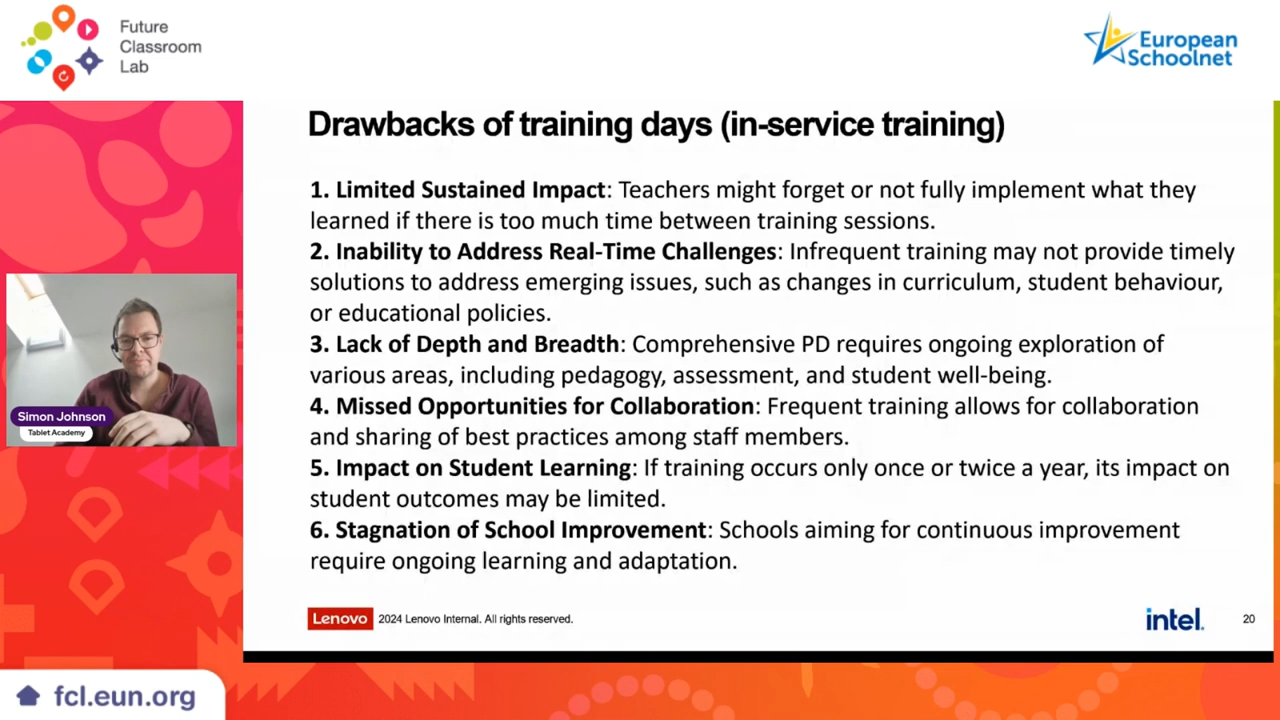 Future
Classroom
Lab
European
Schoolnet
Drawbacks of training days (in-service training)
1. Limited Sustained Impact: Teachers might forget or not fully implement what they
learned if there is too much time between training sessions.
2. Inability to Address Real-Time Challenges: Infrequent training may not provide timely
solutions to address emerging issues, such as changes in curriculum, student behaviour,
or educational policies.
3. Lack of Depth and Breadth: Comprehensive PD requires ongoing exploration of
various areas, including pedagogy, assessment, and student well-being.
4. Missed Opportunities for Collaboration: Frequent training allows for collaboration
and sharing of best practices among staff members.
5. Impact on Student Learning: If training occurs only once or twice a year, its impact on
student outcomes may be limited.
6. Stagnation of School Improvement: Schools aiming for continuous improvement
require ongoing learning and adaptation.
Simon Johnson
Tablet Academy
Lenovo 2024 Lenovo Internal. All rights reserved.
intel.
20
fcl.eun.org